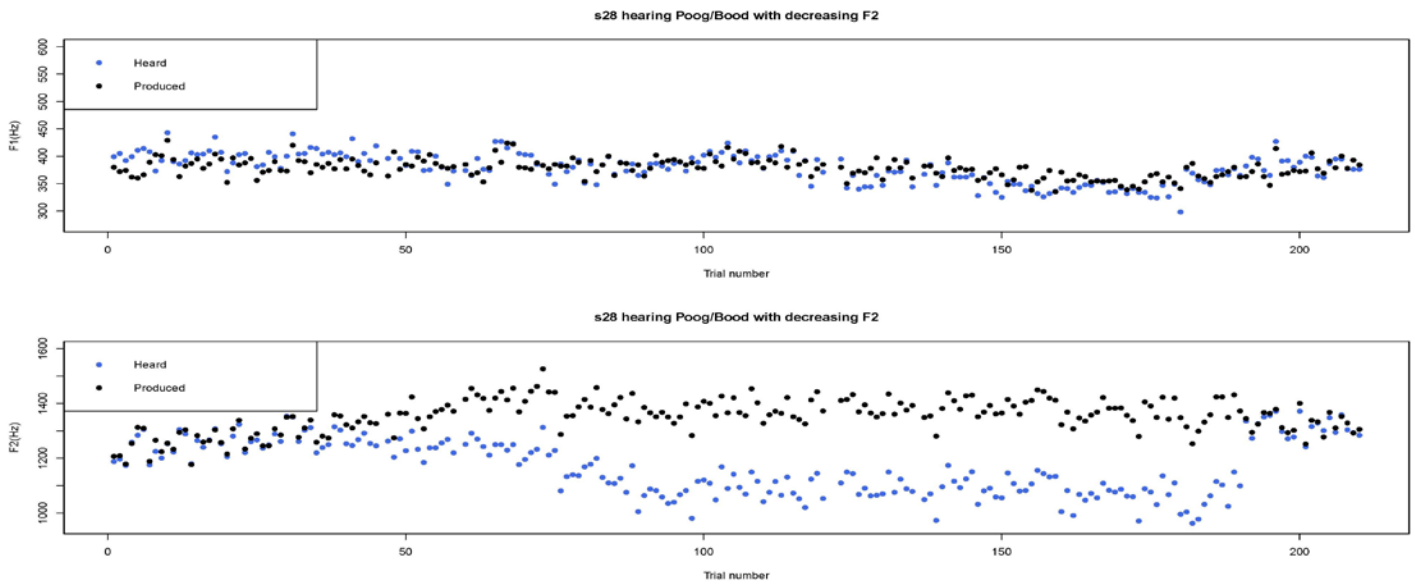 s28 hearing Poog/Bood with decreasing F2
600
550
500
450
400
350
300
F1(Hz)
Heard
Produced
0
50
100
150
200
Trial number
s28 hearing Poog/Bood with decreasing F2
1600
1400
1200
1000
F2(Hz)
Heard
Produced
0
50
100
150
200
Trial number